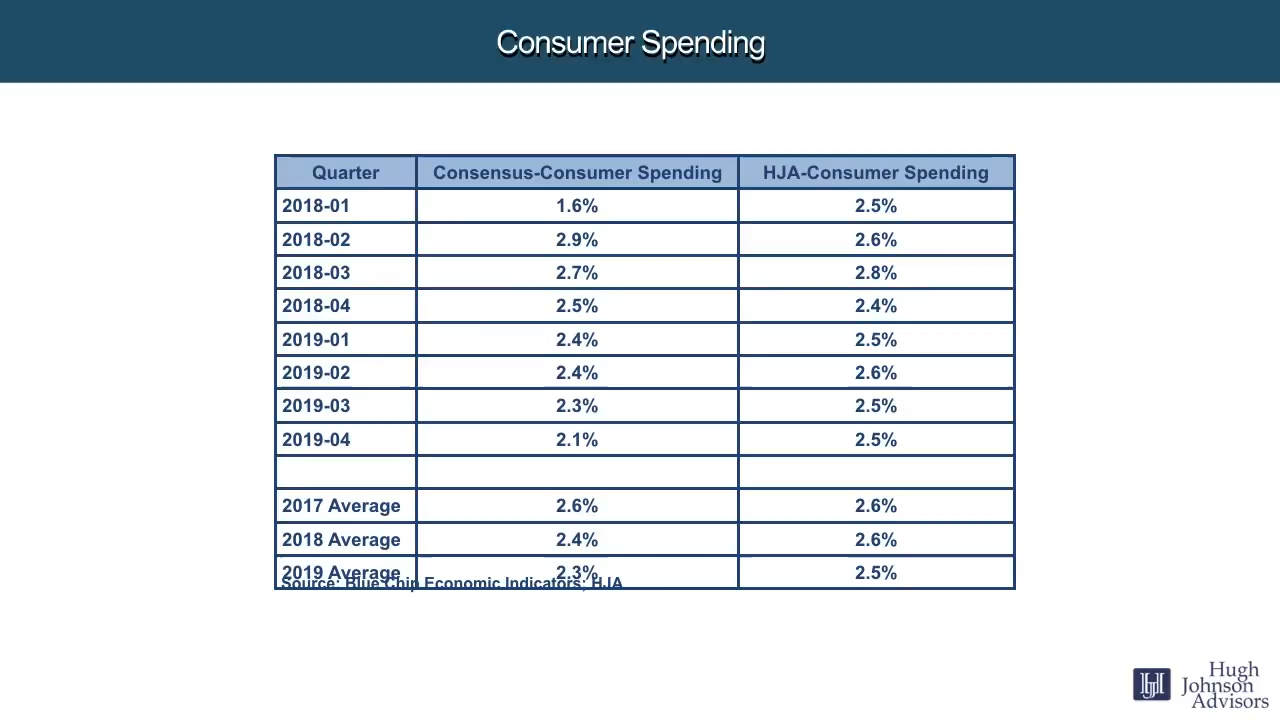 Consumer Spending
Quarter Consensus-Consumer Spending HJA-Consumer Spending
2018-01 1.6% 2.5%
2018-02 2.9% 2.6%
2018-03 2.7% 2.8%
2018-04 2.5% 2.4%
2019-01 2.4% 2.5%
2019-02 2.4% 2.6%
2019-03 2.3% 2.5%
2019-04 2.1% 2.5%
2017 Average 2.6% 2.6%
2018 Average 2.4% 2.6%
2019 Average 2.3% 2.5%
Source: Blue Chip Economic Indicators; HJA
HJ
Hugh
Johnson
Advisors